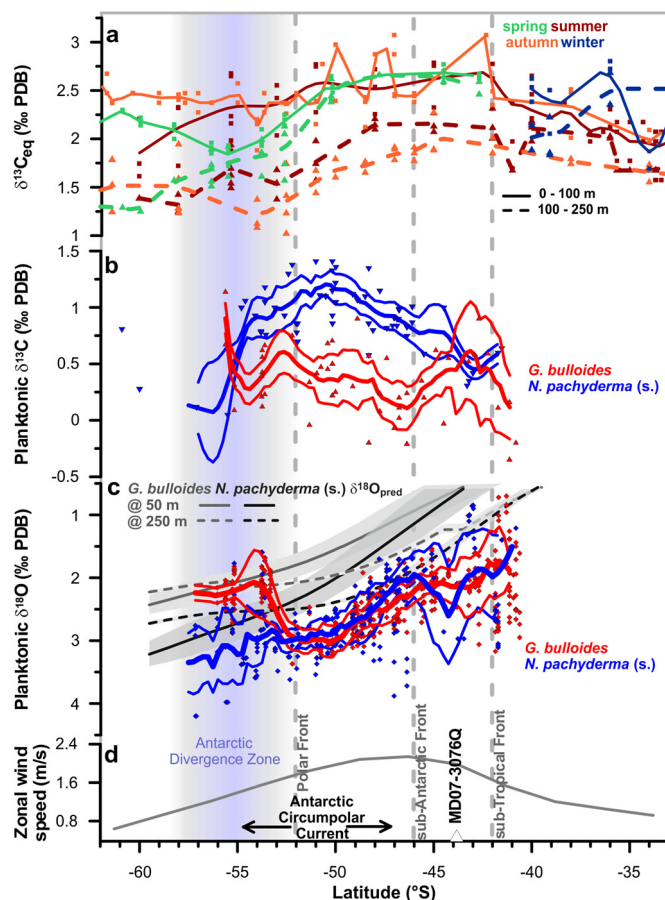 a
spring summer
autumn winter
δ13Ceq (‰ PDB)
3
2.5
2
1.5
1
0 - 100 m
100 - 250 m
b
Planktonic δ13C (‰ PDB)
1.5
1
0.5
0
-0.5
G. bulloides
N. pachyderma (s.)
c
G. bulloides N. pachyderma (s.) δ18Opred
@ 50 m
@ 250 m
Planktonic δ18O (‰ PDB)
1
2
3
4
G. bulloides
N. pachyderma (s.)
d
Antarctic
Divergence Zone
Polar Front
sub-Antarctic Front
MD07-3076Q
sub-Tropical Front
Zonal wind
speed (m/s)
2.4
1.6
0.8
Antarctic
Circumpolar
Current
-60
-55
-50
-45
-40
-35
Latitude (°S)